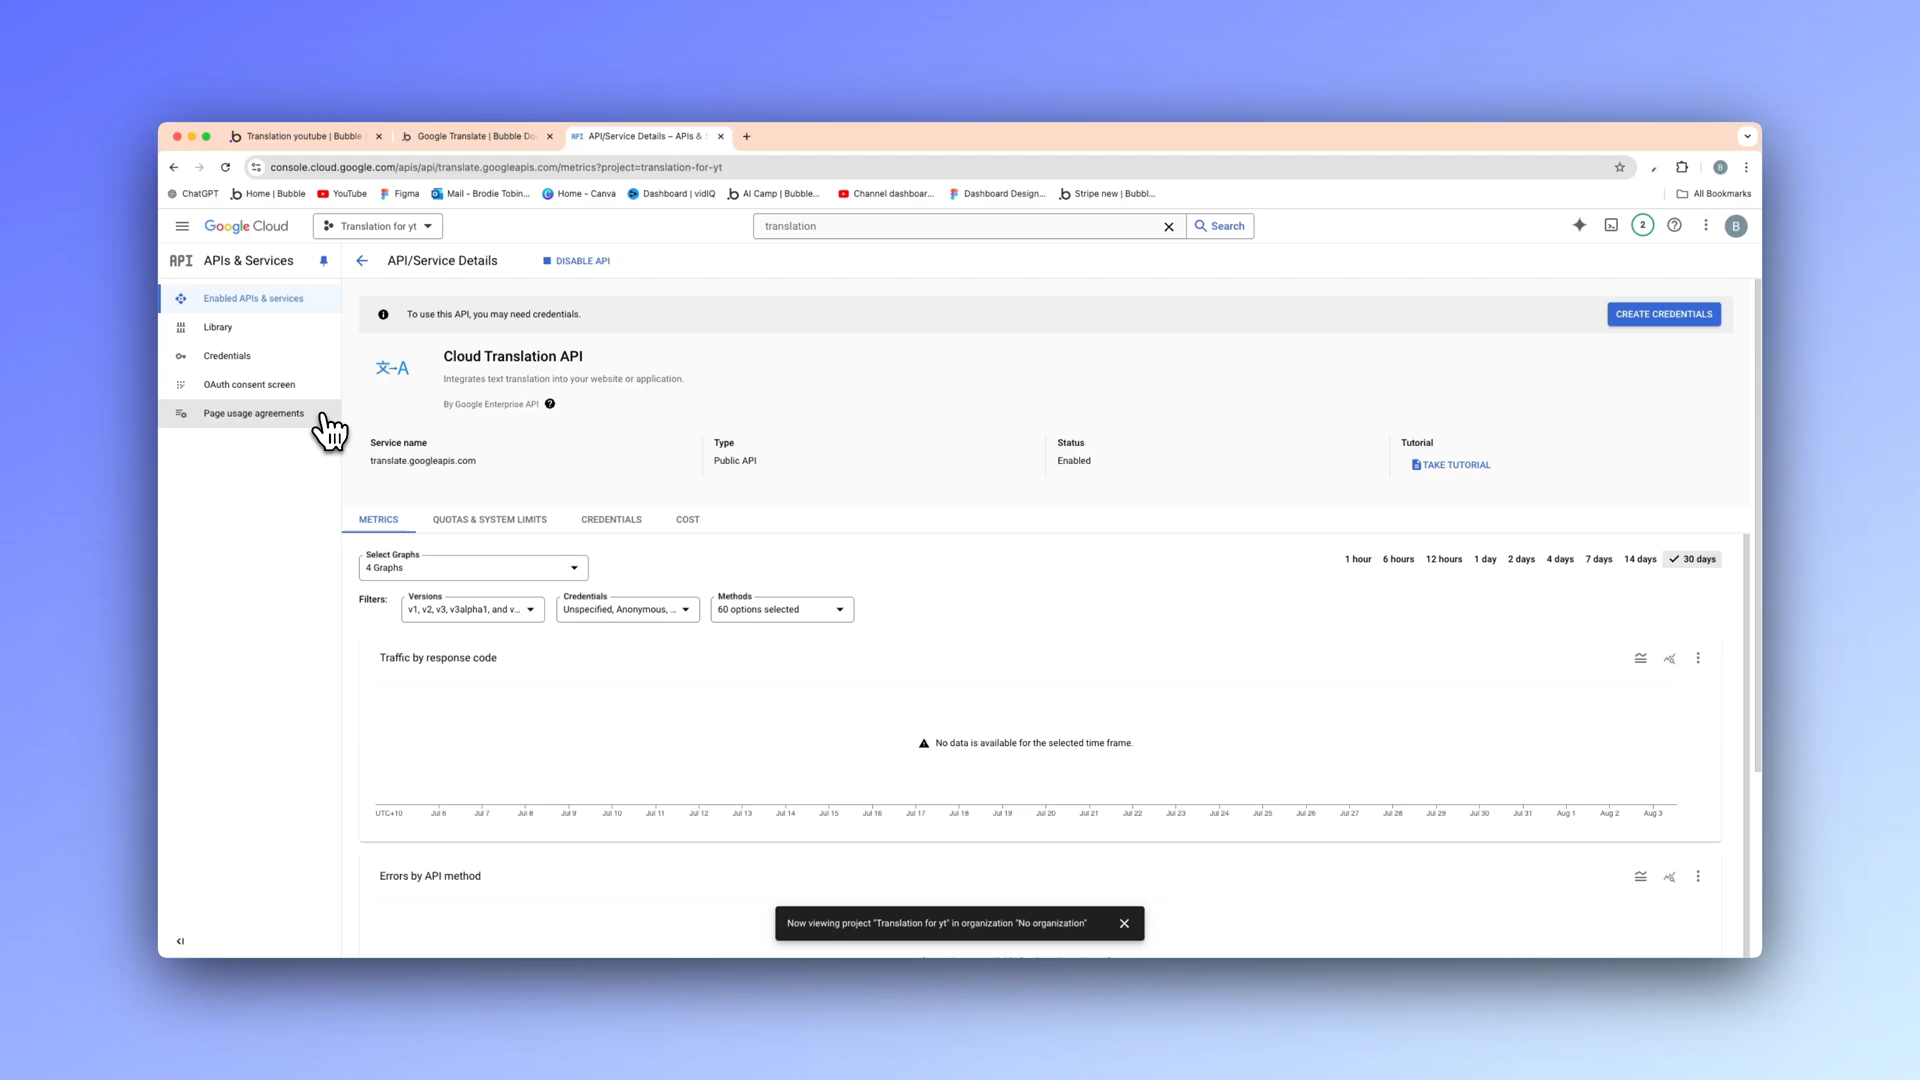 Translation youtube | Bubble
Google Translate | Bubble Do
API API/Service Details – APIs &
console.cloud.google.com/apis/api/translate.googleapis.com/metrics?project=translation-for-yt
B
ChatGPT
Home | Bubble
YouTube
Figma
Mail - Brodie Tobin...
Home - Canva
Dashboard | vidIQ
AI Camp | Bubble...
Channel dashboar...
Dashboard Design...
Stripe new | Bubbl...
All Bookmarks
Google Cloud
Translation for yt
translation
Search
2
B
API APIs & Services
API/Service Details
DISABLE API
Enabled APIs & services
Library
Credentials
OAuth consent screen
Page usage agreements
To use this API, you may need credentials.
CREATE CREDENTIALS
文→A
Cloud Translation API
Integrates text translation into your website or application.
By Google Enterprise API
Service name
translate.googleapis.com
Type
Public API
Status
Enabled
Tutorial
TAKE TUTORIAL
METRICS
QUOTAS & SYSTEM LIMITS
CREDENTIALS
COST
Select Graphs
4 Graphs
1 hour
6 hours
12 hours
1 day
2 days
4 days
7 days
14 days
30 days
Filters:
Versions
v1, v2, v3, v3alpha1, and v...
Credentials
Unspecified, Anonymous, ...
Methods
60 options selected
Traffic by response code
No data is available for the selected time frame.
UTC+10 Jul 6 Jul 7 Jul 8 Jul 9 Jul 10 Jul 11 Jul 12 Jul 13 Jul 14 Jul 15 Jul 16 Jul 17 Jul 18 Jul 19 Jul 20 Jul 21 Jul 22 Jul 23 Jul 24 Jul 25 Jul 26 Jul 27 Jul 28 Jul 29 Jul 30 Jul 31 Aug 1 Aug 2 Aug 3
Errors by API method
Now viewing project "Translation for yt" in organization "No organization"